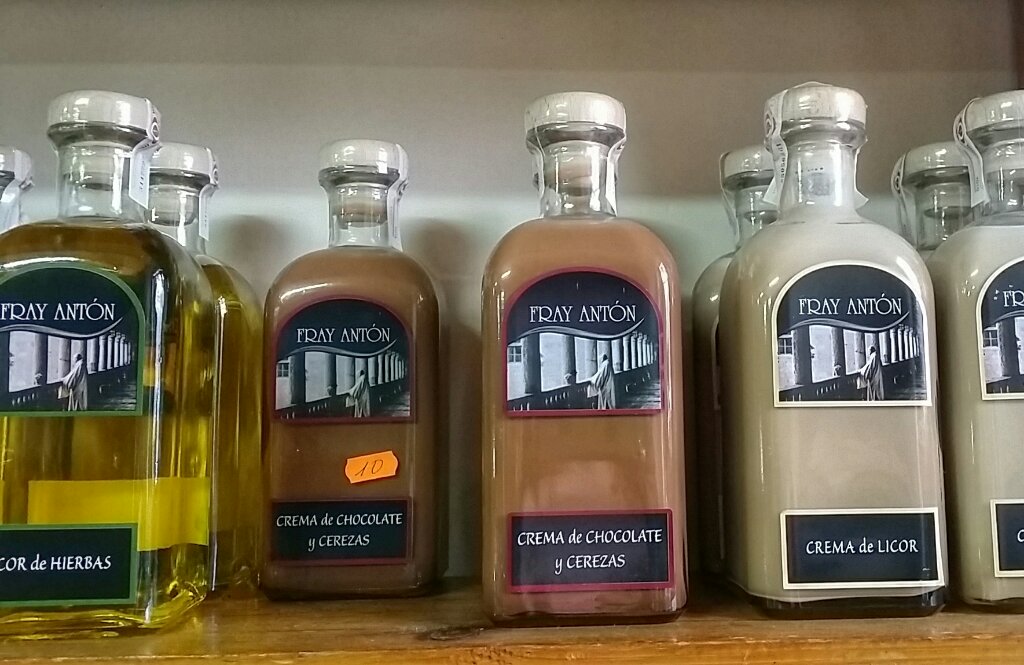 FRAY ANTÓN
COR de HIERBAS
FRAY ANTÓN
10
CREMA de CHOCOLATE
y CEREZAS
FRAY ANTÓN
CREMA de CHOCOLATE
y CEREZAS
FRAY ANTÓN
CREMA de LICOR
FR
C